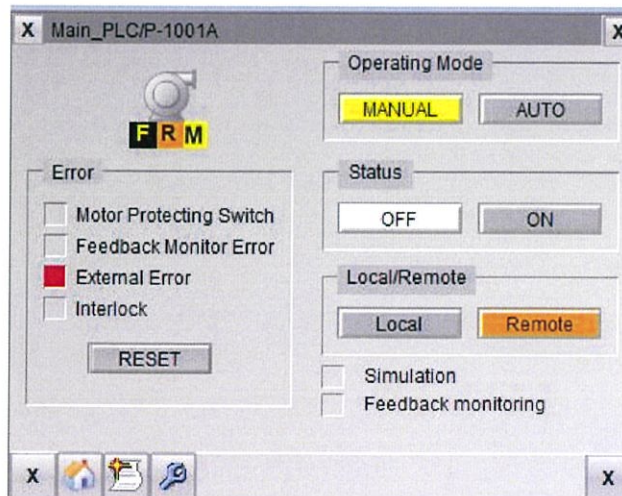 X Main_PLC/P-1001A X
Operating Mode
MANUAL AUTO
F R M
Error
Motor Protecting Switch
Feedback Monitor Error
External Error
Interlock
RESET
Status
OFF ON
Local/Remote
Local Remote
Simulation
Feedback monitoring
X X